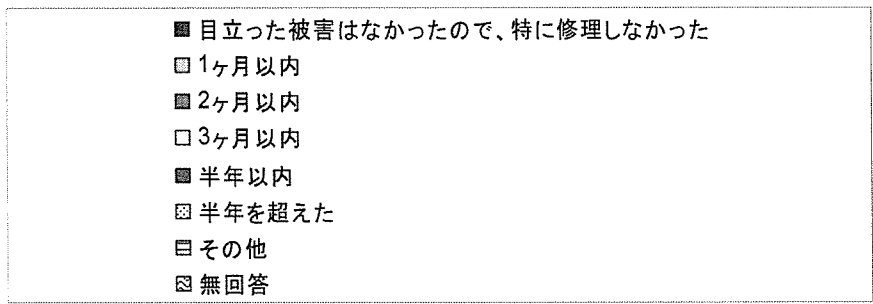 目立った被害はなかったので、特に修理しなかった
1ヶ月以内
2ヶ月以内
3ヶ月以内
半年以内
半年を超えた
その他
無回答